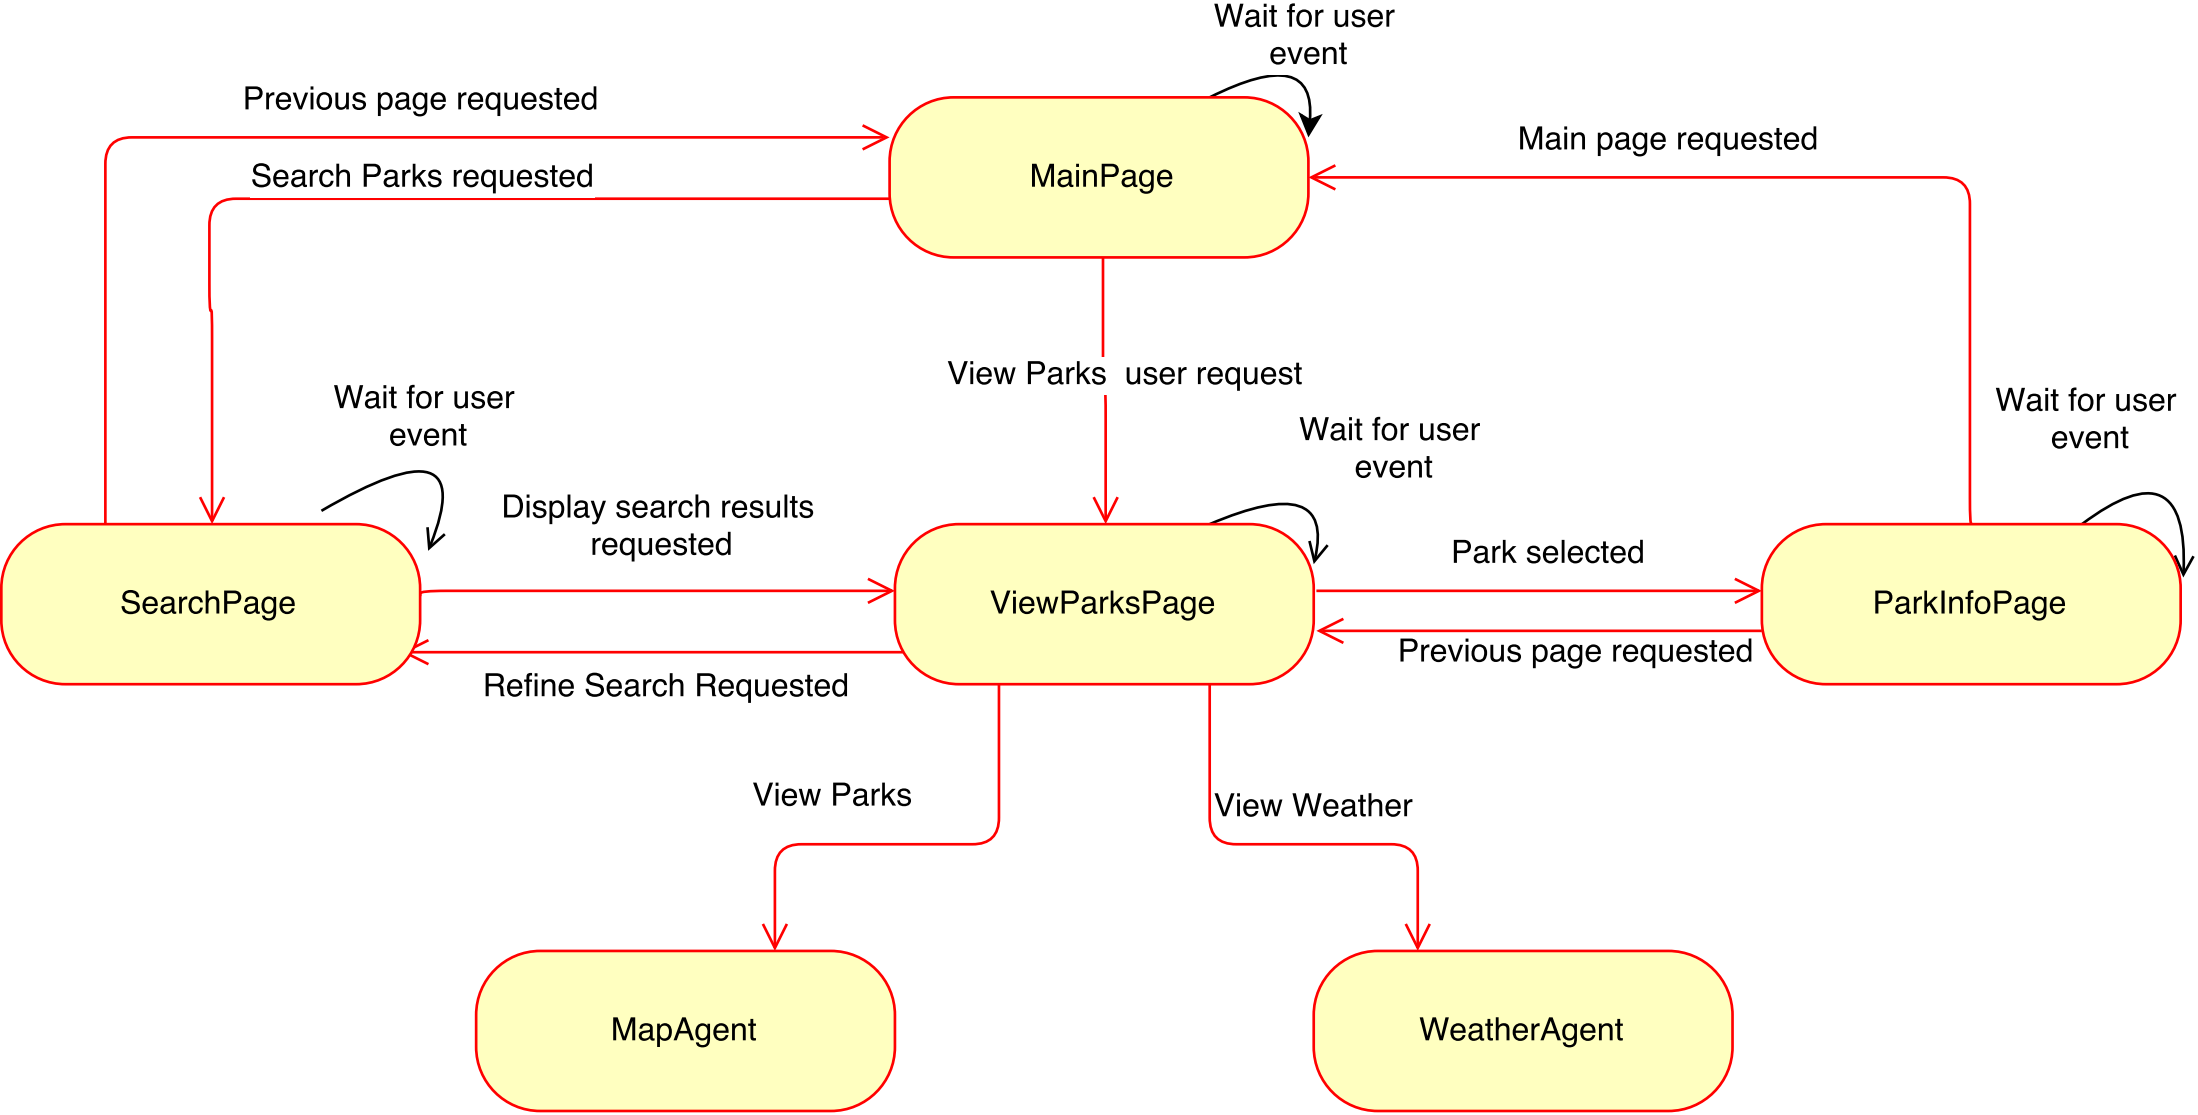 Wait for user
event
Previous page requested
Main page requested
Search Parks requested
MainPage
View Parks  user request
Wait for user
event
Wait for user
event
Wait for user
event
Display search results
requested
Park selected
SearchPage
ViewParksPage
ParkInfoPage
Previous page requested
Refine Search Requested
View Parks
View Weather
MapAgent
WeatherAgent